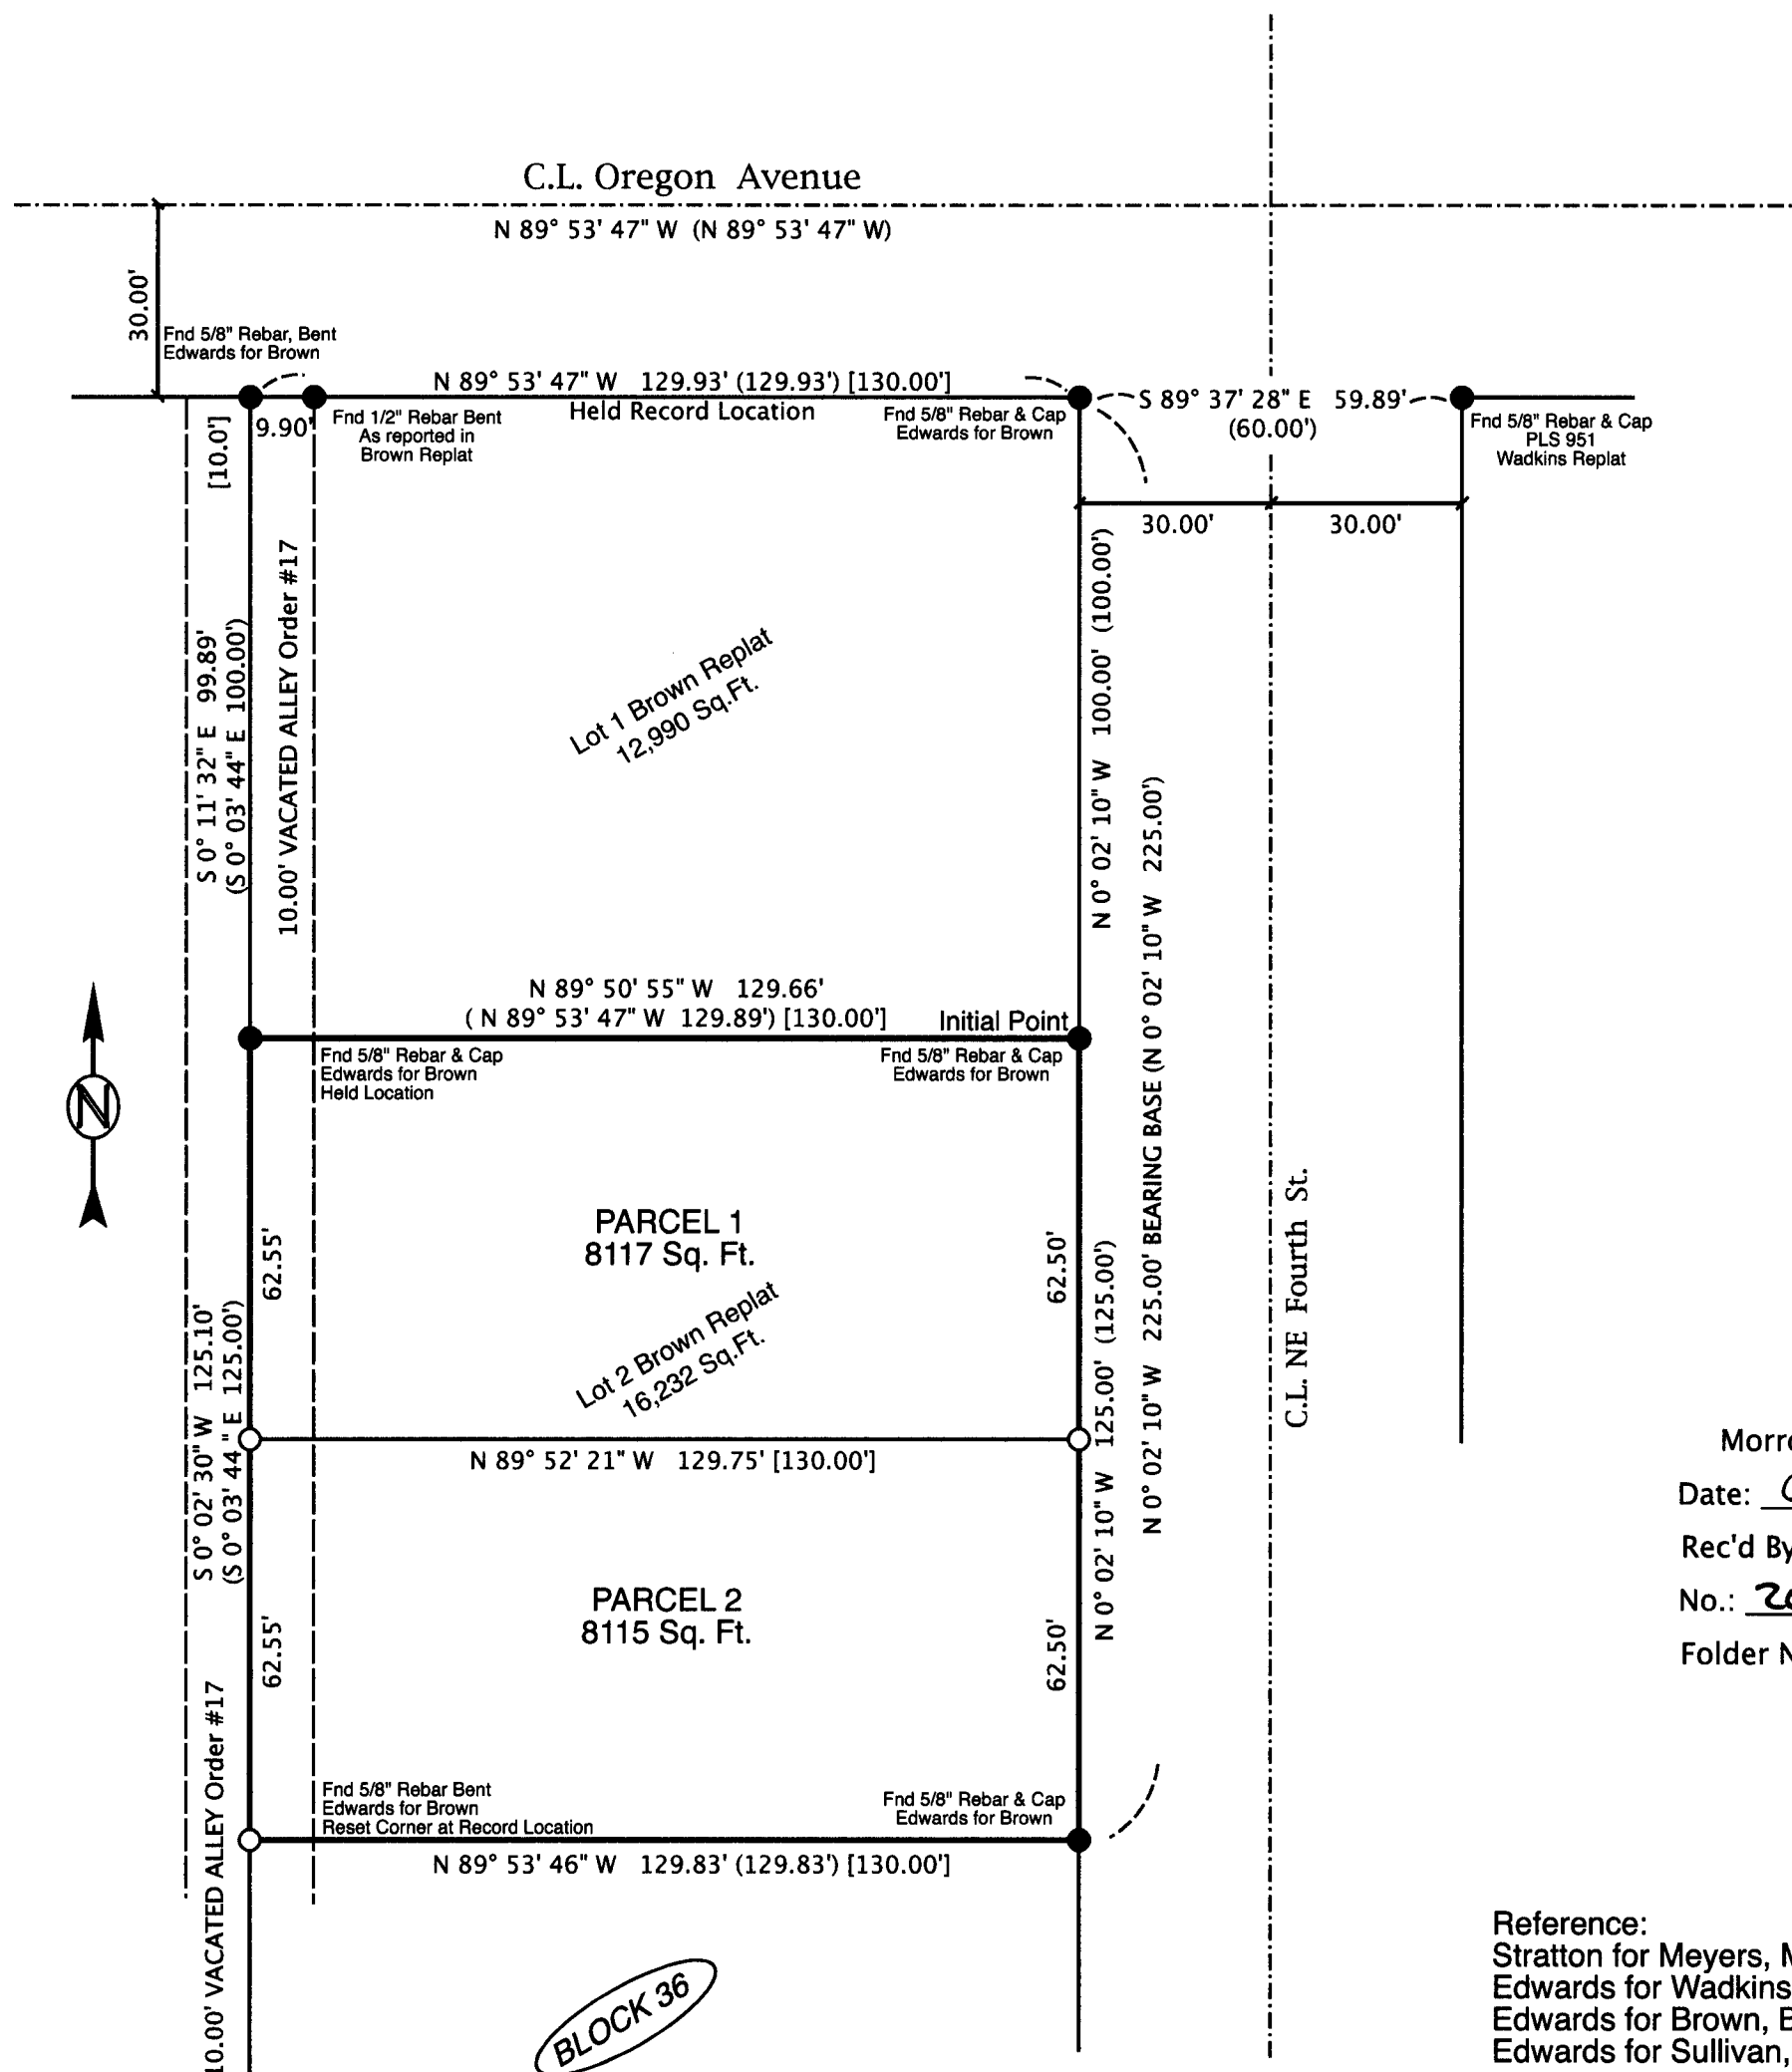 C.L. Oregon Avenue
N 89° 53' 47" W (N 89° 53' 47" W)
30.00'
Fnd 5/8" Rebar, Bent
Edwards for Brown
N 89° 53' 47" W 129.93' (129.93') [130.00']
Held Record Location
[10.0']
9.90'
Fnd 1/2" Rebar Bent
As reported in
Brown Replat
Fnd 5/8" Rebar & Cap
Edwards for Brown
S 89° 37' 28" E 59.89'
(60.00')
Fnd 5/8" Rebar & Cap
PLS 951
Wadkins Replat
30.00'
30.00'
S 0° 11' 32" E 99.89'
(S 0° 03' 44" E 100.00')
10.00' VACATED ALLEY Order #17
Lot 1 Brown Replat
12,990 Sq.Ft.
N 0° 02' 10" W 100.00' (100.00')
N 0° 02' 10" W 225.00' BEARING BASE (N 0° 02' 10" W 225.00')
N 89° 50' 55" W 129.66'
( N 89° 53' 47" W 129.89') [130.00']
Initial Point
Fnd 5/8" Rebar & Cap
Edwards for Brown
Held Location
Fnd 5/8" Rebar & Cap
Edwards for Brown
N
PARCEL 1
8117 Sq. Ft.
62.55'
62.50'
Lot 2 Brown Replat
16,232 Sq.Ft.
S 0° 02' 30" W 125.10'
(S 0° 03' 44" E 125.00')
N 0° 02' 10" W 125.00' (125.00')
C.L. NE Fourth St.
N 89° 52' 21" W 129.75' [130.00']
PARCEL 2
8115 Sq. Ft.
62.55'
62.50'
10.00' VACATED ALLEY Order #17
Fnd 5/8" Rebar Bent
Edwards for Brown
Reset Corner at Record Location
Fnd 5/8" Rebar & Cap
Edwards for Brown
N 89° 53' 46" W 129.83' (129.83') [130.00']
BLOCK 36
Date:
Rec'd By
No.:
Folder
Reference:
Stratton for Meyers,
Edwards for Wadkins
Edwards for Brown,
Edwards for Sullivan,